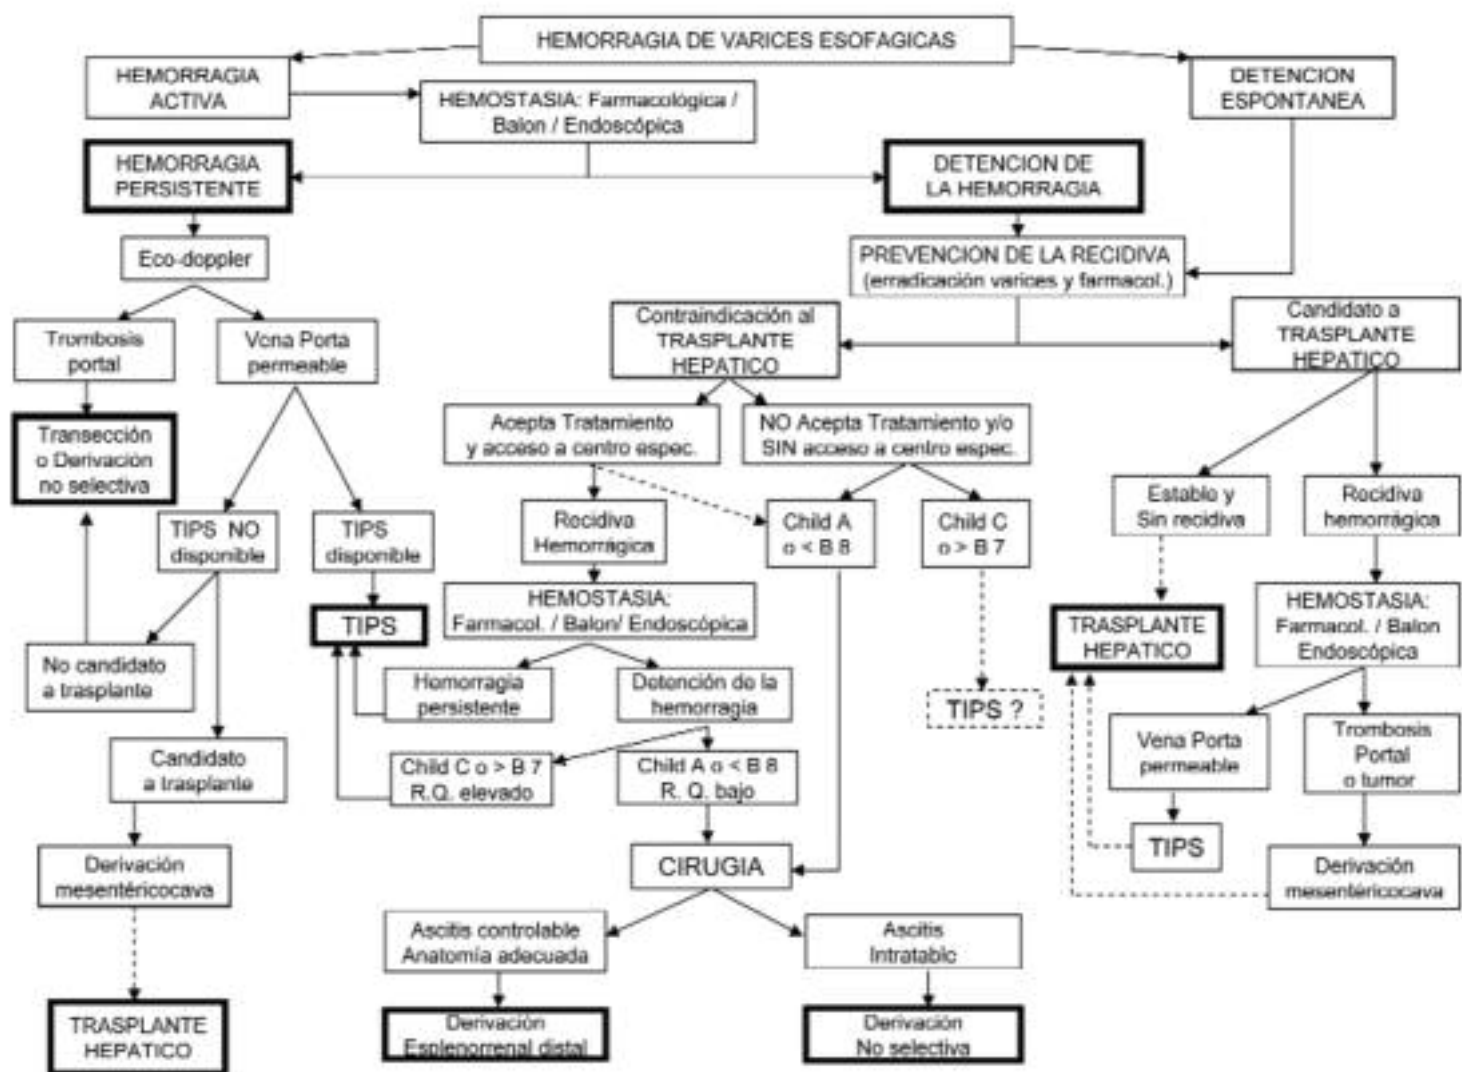 HEMORRAGIA DE VARICES ESOFAGICAS
HEMORRAGIA
ACTIVA
HEMOSTASIA: Farmacológica /
Balon / Endoscópica
DETENCION
ESPONTANEA
HEMORRAGIA
PERSISTENTE
DETENCION DE
LA HEMORRAGIA
Eco-doppler
PREVENCION DE LA RECIDIVA
(erradicación varices y farmacol.)
Trombosis
portal
Vena Porta
permeable
Contraindicación al
TRASPLANTE
HEPATICO
Candidato a
TRASPLANTE
HEPATICO
Transección
o Derivación
no selectiva
Acepta Tratamiento
y acceso a centro espec.
NO Acepta Tratamiento y/o
SIN acceso a centro espec.
TIPS NO
disponible
TIPS
disponible
Recidiva
Hemorrágica
Child A
o < B 8
Child C
o > B 7
Estable y
Sin recidiva
Recidiva
hemorrágica
TIPS
HEMOSTASIA:
Farmacol. / Balon/ Endoscópica
TRASPLANTE
HEPATICO
HEMOSTASIA:
Farmacol. / Balon
Endoscópica
No candidato
a trasplante
Hemorragia
persistente
Detención de la
hemorragia
TIPS ?
Candidato
a trasplante
Child C o > B 7
R.Q. elevado
Child A o < B 8
R. Q. bajo
Vena Porta
permeable
Trombosis
Portal
o tumor
Derivación
mesentéricocava
CIRUGIA
TIPS
Derivación
mesentéricocava
Ascitis controlable
Anatomía adecuada
Ascitis
Intratable
TRASPLANTE
HEPATICO
Derivación
Esplenorrenal distal
Derivación
No selectiva